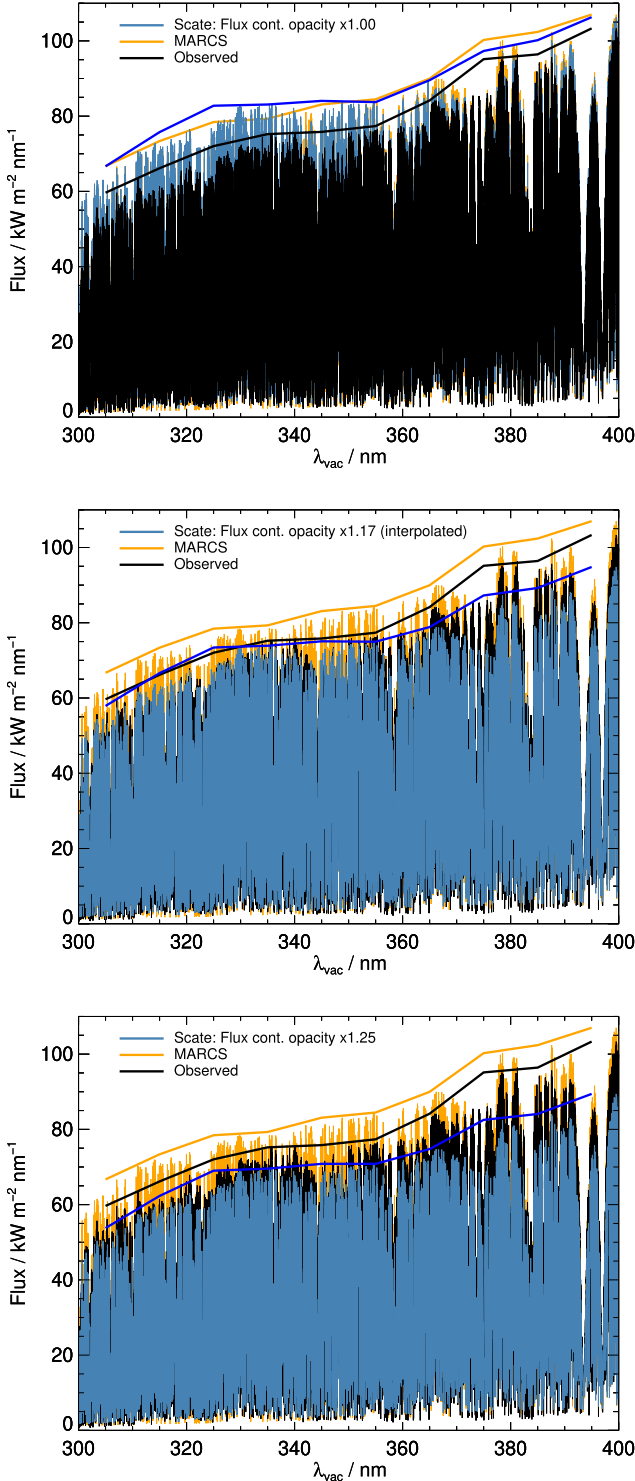 Scate: Flux cont. opacity x1.00
MARCS
Observed
100
80
60
40
20
0
Flux / kW m⁻² nm⁻¹
300 320 340 360 380 400
λvac / nm
Scate: Flux cont. opacity x1.17 (interpolated)
MARCS
Observed
100
80
60
40
20
0
Flux / kW m⁻² nm⁻¹
300 320 340 360 380 400
λvac / nm
Scate: Flux cont. opacity x1.25
MARCS
Observed
100
80
60
40
20
0
Flux / kW m⁻² nm⁻¹
300 320 340 360 380 400
λvac / nm